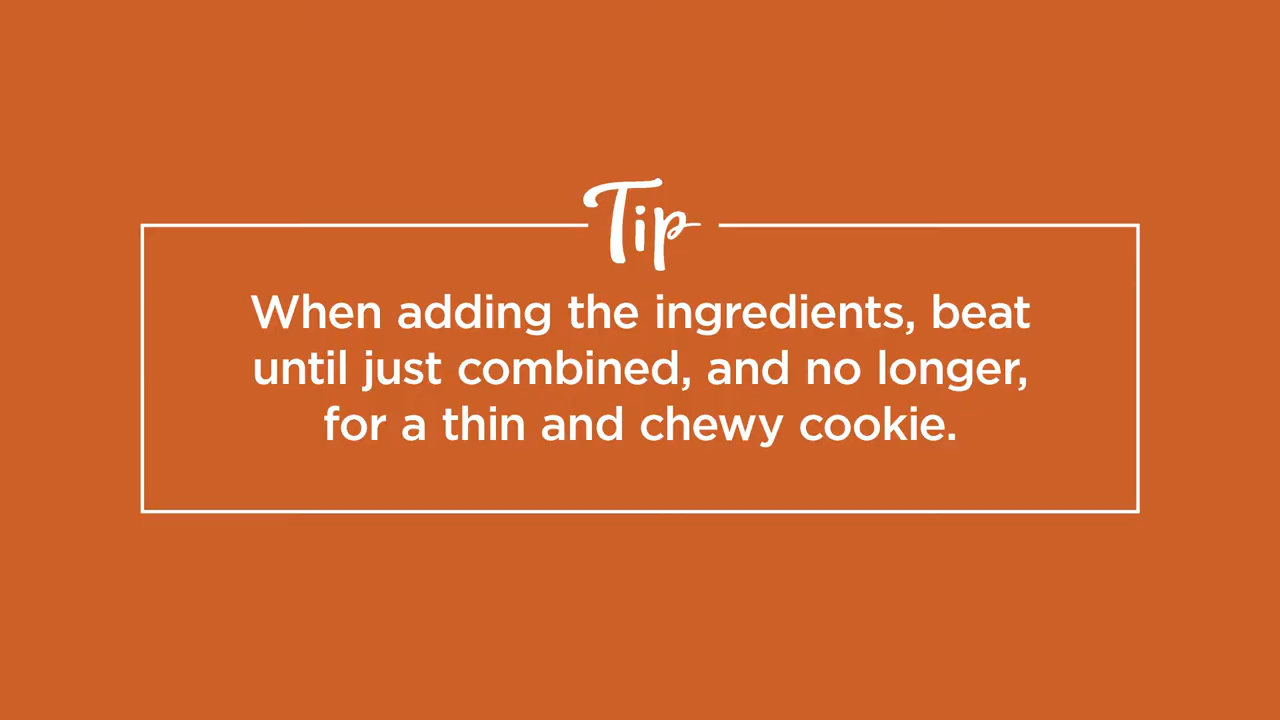 Tip
When adding the ingredients, beat
until just combined, and no longer,
for a thin and chewy cookie.